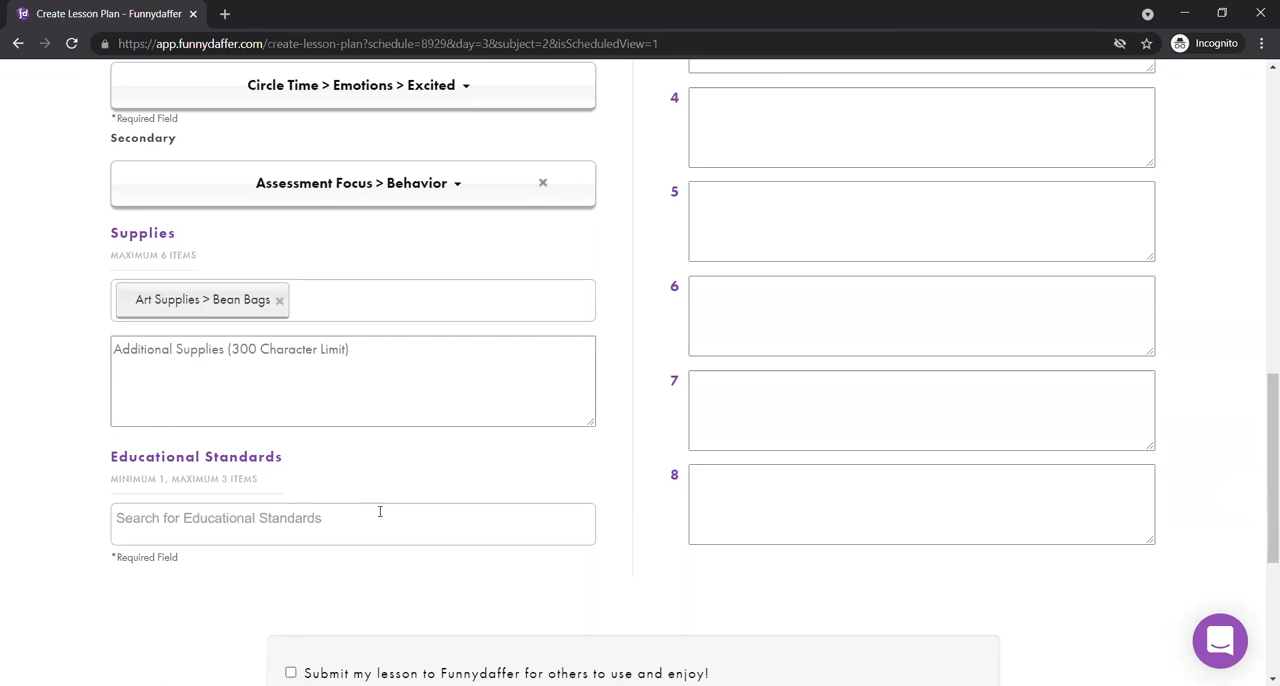 Create Lesson Plan - Funnydaffer
https://app.funnydaffer.com/create-lesson-plan?schedule=8929&day=3&subject=2&isScheduledView=1
Incognito
Circle Time > Emotions > Excited
*Required Field
Secondary
Assessment Focus > Behavior
Supplies
MAXIMUM 6 ITEMS
Art Supplies > Bean Bags
Additional Supplies (300 Character Limit)
Educational Standards
MINIMUM 1, MAXIMUM 3 ITEMS
Search for Educational Standards
*Required Field
4
5
6
7
8
Submit my lesson to Funnydaffer for others to use and enjoy!